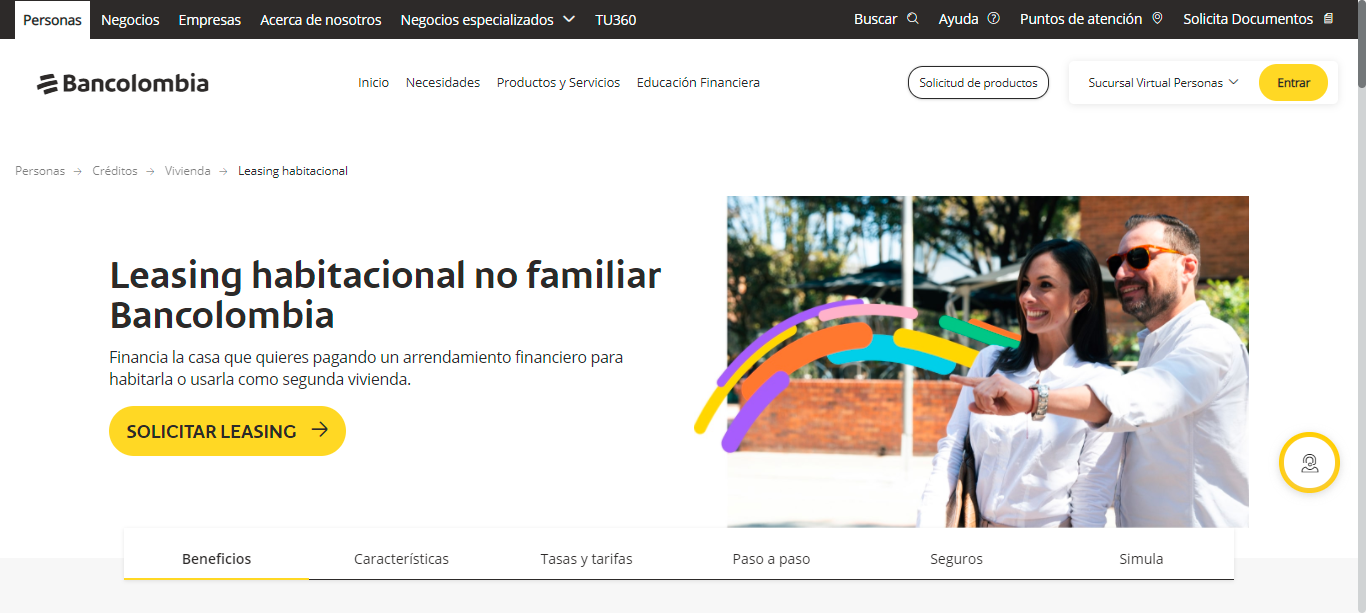 Personas Negocios Empresas Acerca de nosotros Negocios especializados TU360 Buscar Ayuda Puntos de atención Solicita Documentos
Bancolombia Inicio Necesidades Productos y Servicios Educación Financiera Solicitud de productos Sucursal Virtual Personas Entrar
Personas → Créditos → Vivienda → Leasing habitacional
Leasing habitacional no familiar
Bancolombia
Financia la casa que quieres pagando un arrendamiento financiero para
habitarla o usarla como segunda vivienda.
SOLICITAR LEASING →
Beneficios Características Tasas y tarifas Paso a paso Seguros Simula